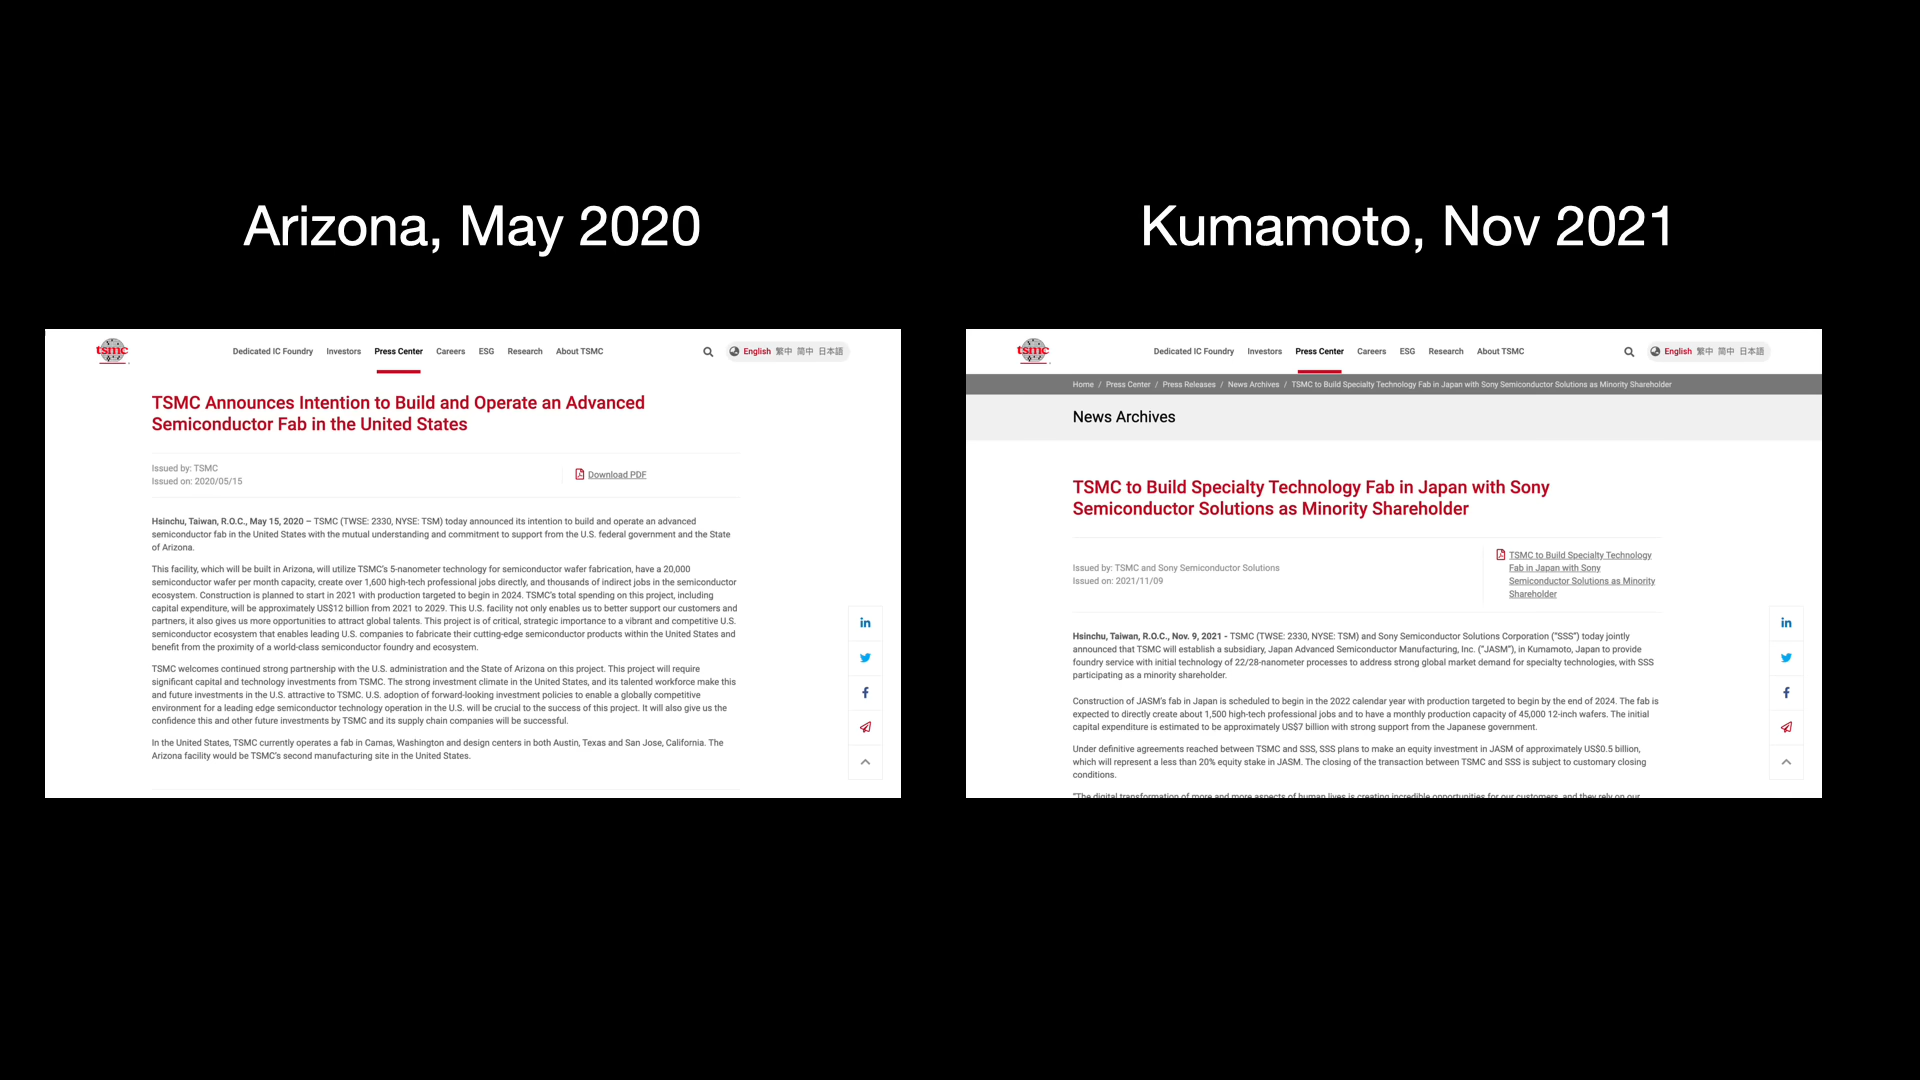 Arizona, May 2020
Kumamoto, Nov 2021
tsmc
Dedicated IC Foundry Investors Press Center Careers ESG Research About TSMC
English 繁中 简中 日本語
TSMC Announces Intention to Build and Operate an Advanced
Semiconductor Fab in the United States
Issued by: TSMC
Issued on: 2020/05/15
Download PDF
Hsinchu, Taiwan, R.O.C., May 15, 2020 – TSMC (TWSE: 2330, NYSE: TSM) today announced its intention to build and operate an advanced
semiconductor fab in the United States with the mutual understanding and commitment to support from the U.S. federal government and the State
of Arizona.
This facility, which will be built in Arizona, will utilize TSMC's 5-nanometer technology for semiconductor wafer fabrication, have a 20,000
semiconductor wafer per month capacity, create over 1,600 high-tech professional jobs directly, and thousands of indirect jobs in the semiconductor
ecosystem. Construction is planned to start in 2021 with production targeted to begin in 2024. TSMC's total spending on this project, including
capital expenditure, will be approximately US$12 billion from 2021 to 2029. This U.S. facility not only enables us to better support our customers and
partners, it also gives us more opportunities to attract global talents. This project is of critical, strategic importance to a vibrant and competitive U.S.
semiconductor ecosystem that enables leading U.S. companies to fabricate their cutting-edge semiconductor products within the United States and
benefit from the proximity of a world-class semiconductor foundry and ecosystem.
TSMC welcomes continued strong partnership with the U.S. administration and the State of Arizona on this project. This project will require
significant capital and technology investments from TSMC. The strong investment climate in the United States, and its talented workforce make this
and future investments in the U.S. attractive to TSMC. U.S. adoption of forward-looking investment policies to enable a globally competitive
environment for a leading edge semiconductor technology operation in the U.S. will be crucial to the success of this project. It will also give us the
confidence this and other future investments by TSMC and its supply chain companies will be successful.
In the United States, TSMC currently operates a fab in Camas, Washington and design centers in both Austin, Texas and San Jose, California. The
Arizona facility would be TSMC's second manufacturing site in the United States.
tsmc
Dedicated IC Foundry Investors Press Center Careers ESG Research About TSMC
English 繁中 简中 日本語
Home / Press Center / Press Releases / News Archives / TSMC to Build Specialty Technology Fab in Japan with Sony Semiconductor Solutions as Minority Shareholder
News Archives
TSMC to Build Specialty Technology Fab in Japan with Sony
Semiconductor Solutions as Minority Shareholder
Issued by: TSMC and Sony Semiconductor Solutions
Issued on: 2021/11/09
TSMC to Build Specialty Technology
Fab in Japan with Sony
Semiconductor Solutions as Minority
Shareholder
Hsinchu, Taiwan, R.O.C., Nov. 9, 2021 - TSMC (TWSE: 2330, NYSE: TSM) and Sony Semiconductor Solutions Corporation ("SSS") today jointly
announced that TSMC will establish a subsidiary, Japan Advanced Semiconductor Manufacturing, Inc. ("JASM"), in Kumamoto, Japan to provide
foundry service with initial technology of 22/28-nanometer processes to address strong global market demand for specialty technologies, with SSS
participating as a minority shareholder.
Construction of JASM's fab in Japan is scheduled to begin in the 2022 calendar year with production targeted to begin by the end of 2024. The fab is
expected to directly create about 1,500 high-tech professional jobs and to have a monthly production capacity of 45,000 12-inch wafers. The initial
capital expenditure is estimated to be approximately US$7 billion with strong support from the Japanese government.
Under definitive agreements reached between TSMC and SSS, SSS plans to make an equity investment in JASM of approximately US$0.5 billion,
which will represent a less than 20% equity stake in JASM. The closing of the transaction between TSMC and SSS is subject to customary closing
conditions.
"The digital transformation of more and more aspects of human lives is creating incredible opportunities for our customers, and they rely on our